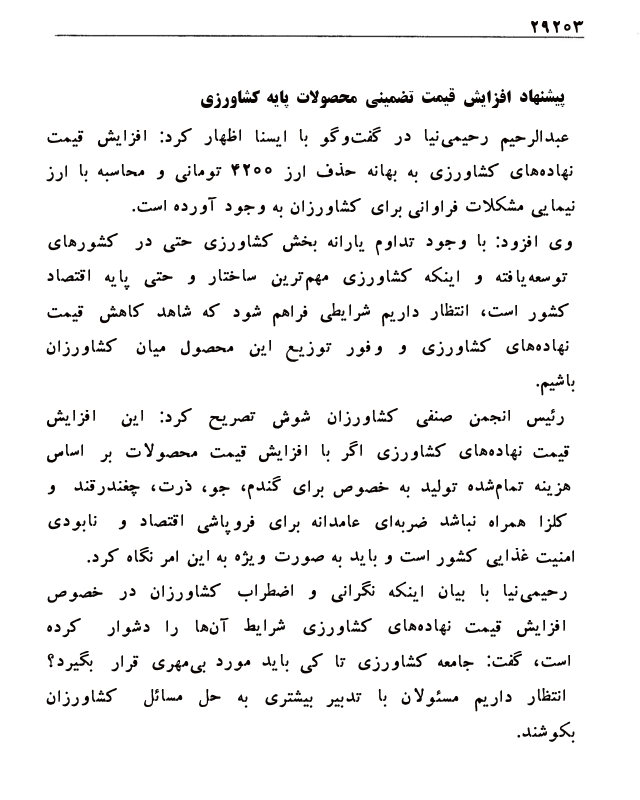 ۲۹۲۰۳
پیشنهاد افزایش قیمت تضمینی محصولات پایه کشاورزی
عبدالرحیم رحیمی‌نیا در گفت‌وگو با ایسنا اظهار کرد: افزایش قیمت
نهاده‌های کشاورزی به بهانه حذف ارز ۴۲۰۰ تومانی و محاسبه با ارز
نیمایی مشکلات فراوانی برای کشاورزان به وجود آورده است.
وی افزود: با وجود تداوم یارانه بخش کشاورزی حتی در کشورهای
توسعه‌یافته و اینکه کشاورزی مهم‌ترین ساختار و حتی پایه اقتصاد
کشور است، انتظار داریم شرایطی فراهم شود که شاهد کاهش قیمت
نهاده‌های کشاورزی و وفور توزیع این محصول میان کشاورزان
باشیم.
رئیس انجمن صنفی کشاورزان شوش تصریح کرد: این افزایش
قیمت نهاده‌های کشاورزی اگر با افزایش قیمت محصولات بر اساس
هزینه تمام‌شده تولید به خصوص برای گندم، جو، ذرت، چغندرقند و
کلزا همراه نباشد ضربه‌ای عامدانه برای فروپاشی اقتصاد و نابودی
امنیت غذایی کشور است و باید به صورت ویژه به این امر نگاه کرد.
رحیمی‌نیا با بیان اینکه نگرانی و اضطراب کشاورزان در خصوص
افزایش قیمت نهاده‌های کشاورزی شرایط آن‌ها را دشوار کرده
است، گفت: جامعه کشاورزی تا کی باید مورد بی‌مهری قرار بگیرد؟
انتظار داریم مسئولان با تدبیر بیشتری به حل مسائل کشاورزان
بکوشند.